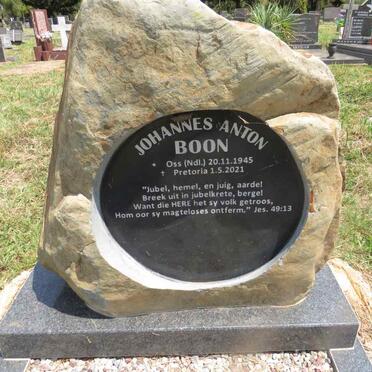 JOHANNES ANTON
BOON
* Oss (Ndl.) 20.11.1945
† Pretoria 1.5.2021
"Jubel, hemel, en juig, aarde!
Breek uit in jubelkrete, berge!
Want die HERE het sy volk getroos,
Hom oor sy magteloses ontferm." Jes. 49:13